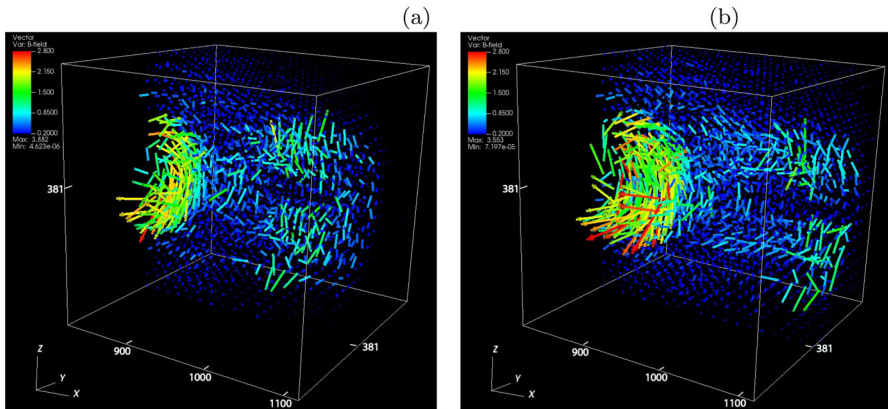 (a)
Vector
Var: B-field
2.800
2.150
1.500
0.8500
0.2000
Max: 3.882
Min: 4.623e-06
381
900
1000
1100
381
Z
Y
X
(b)
Vector
Var: B-field
2.800
2.150
1.500
0.8500
0.2000
Max: 3.553
Min: 7.197e-05
381
900
1000
1100
381
Z
Y
X